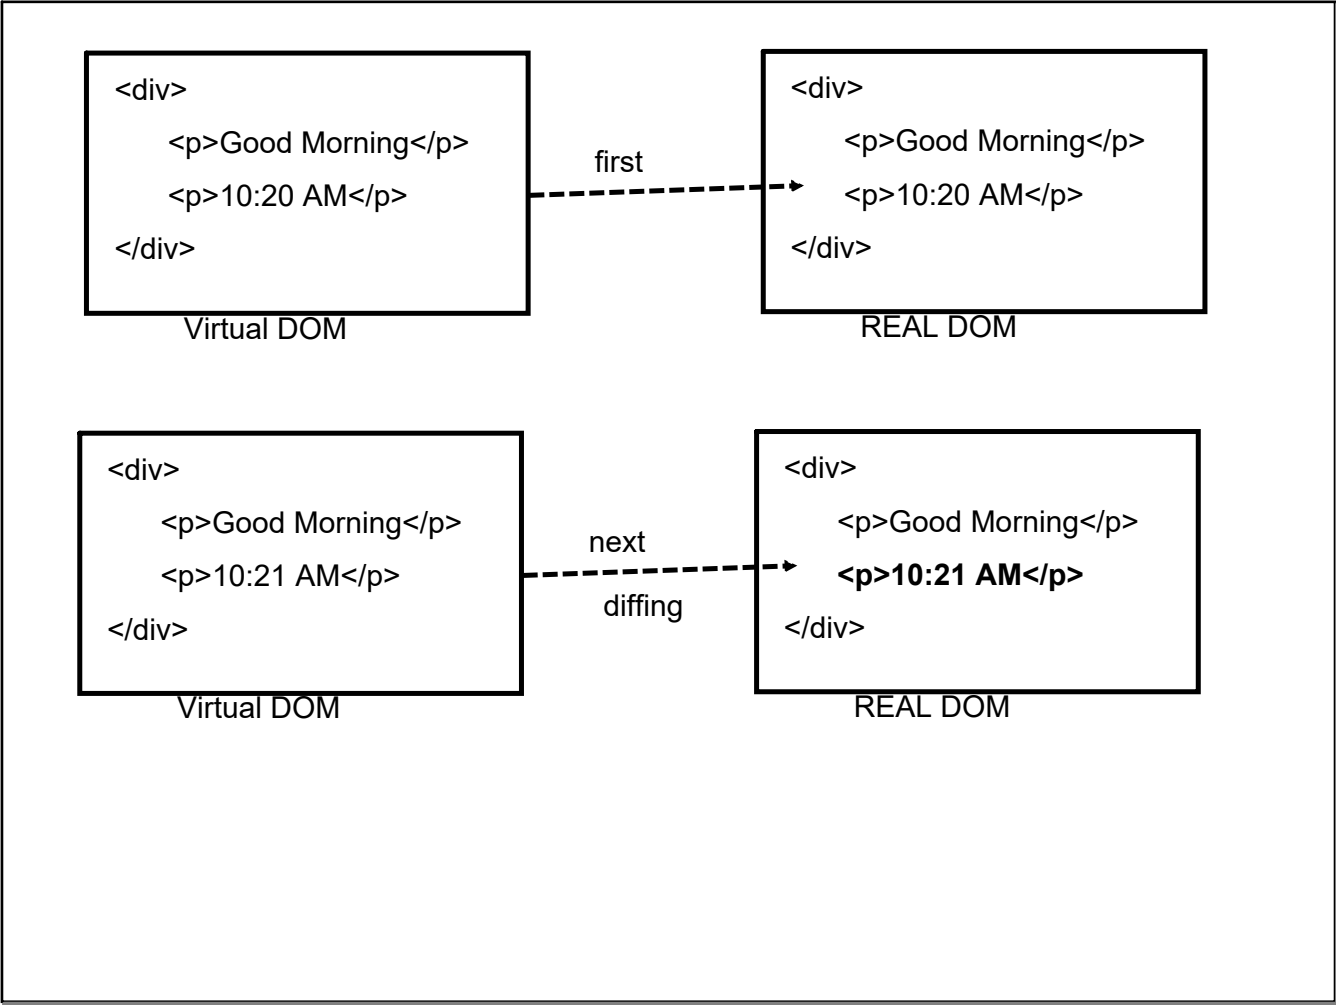 <div>
<p>Good Morning</p>
<p>10:20 AM</p>
</div>
Virtual DOM
first
<div>
<p>Good Morning</p>
<p>10:20 AM</p>
</div>
REAL DOM
<div>
<p>Good Morning</p>
<p>10:21 AM</p>
</div>
Virtual DOM
next
diffing
<div>
<p>Good Morning</p>
<p>10:21 AM</p>
</div>
REAL DOM